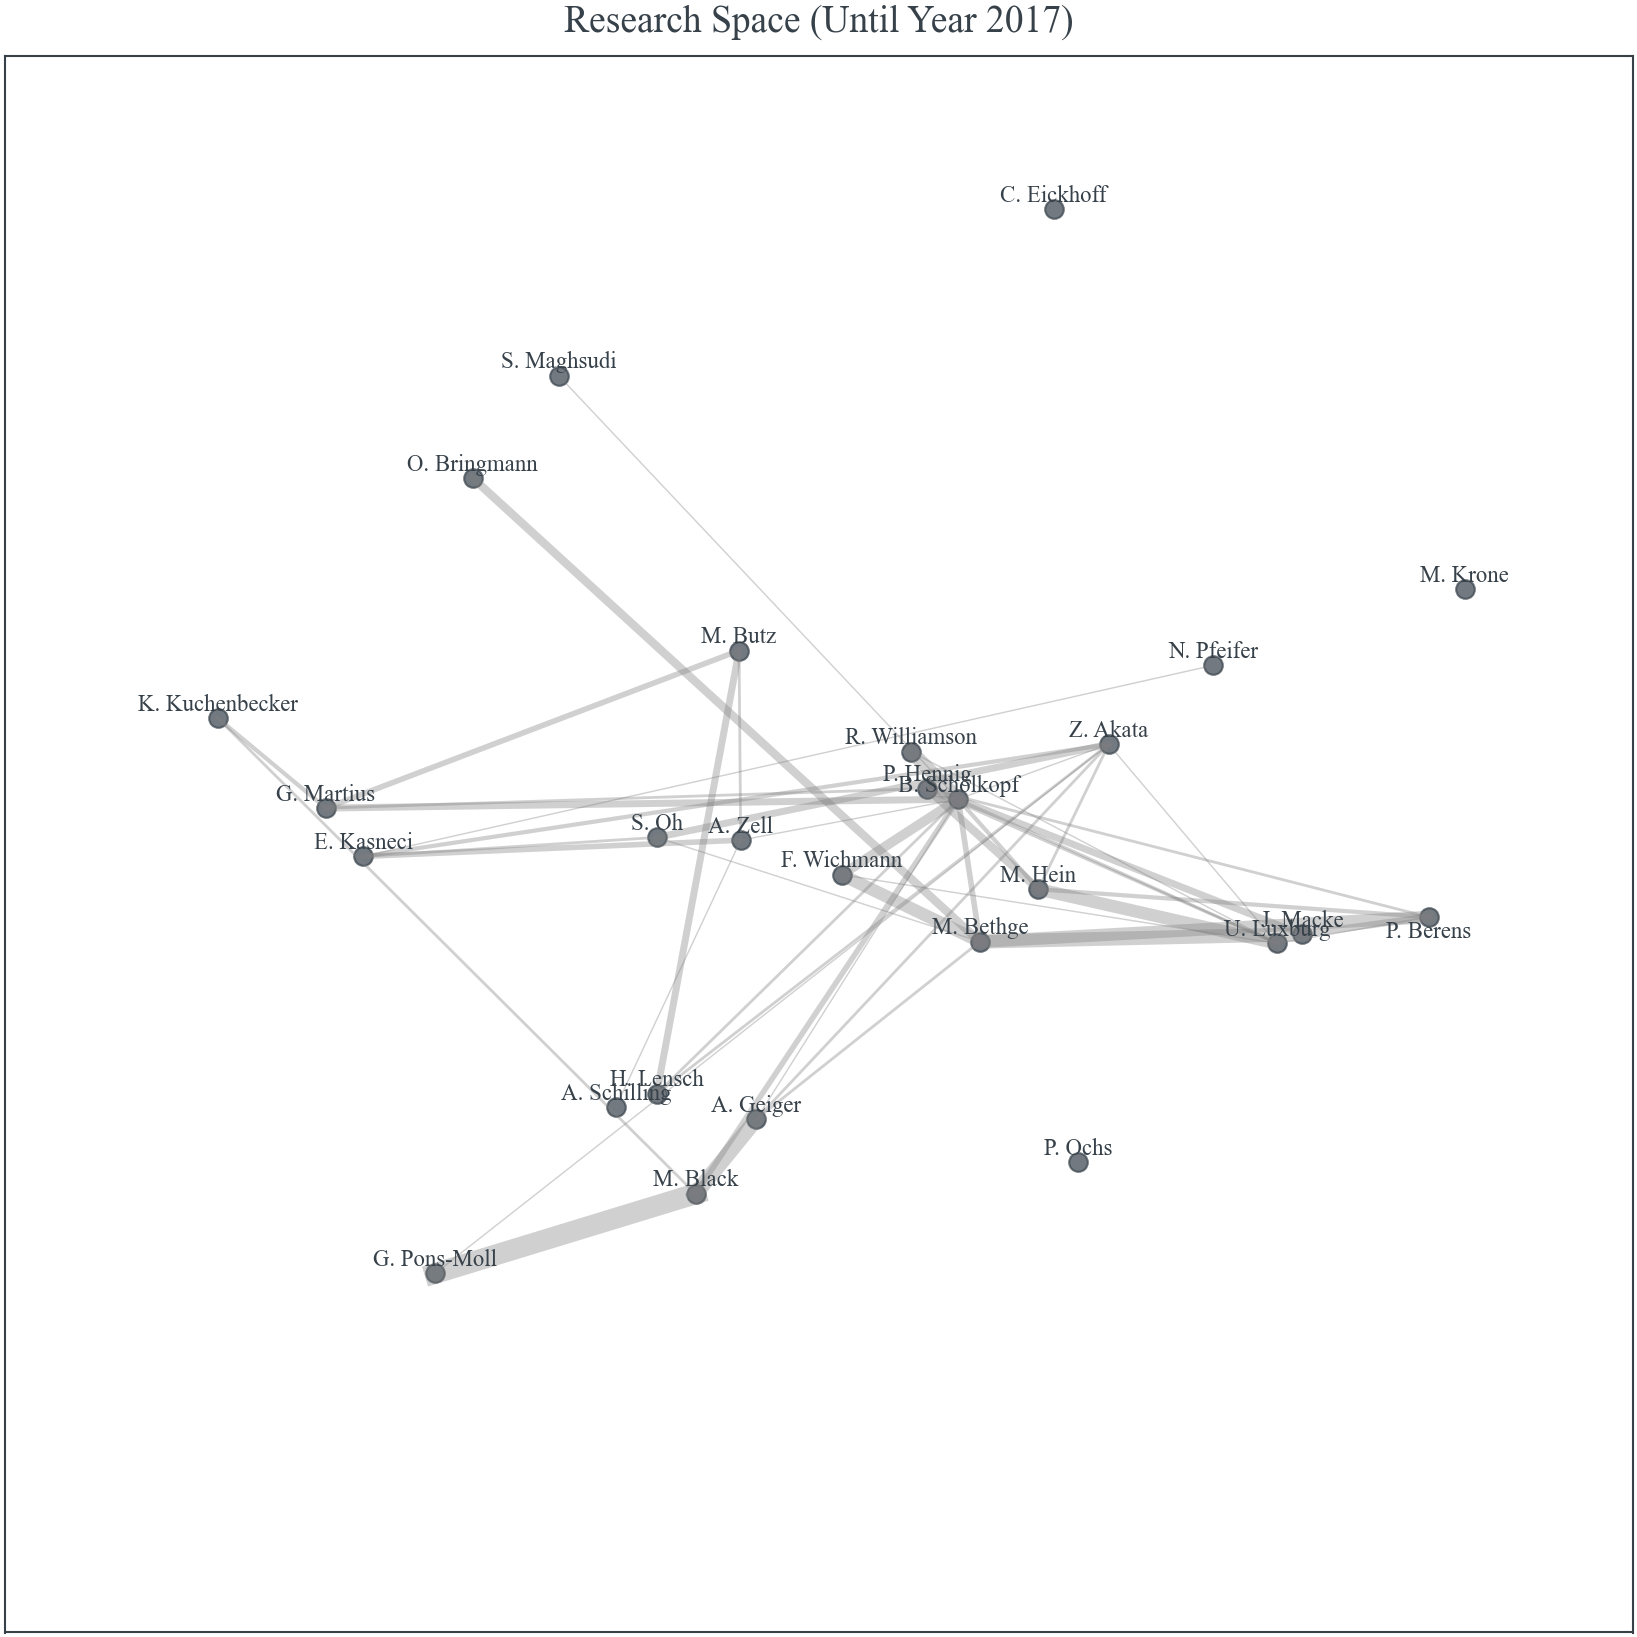 Research Space (Until Year 2017)
C. Eickhoff
S. Maghsudi
O. Bringmann
M. Krone
M. Butz
N. Pfeifer
K. Kuchenbecker
Z. Akata
R. Williamson
P. Hennig
B. Scholkopf
G. Martius
S. Oh
A. Zell
E. Kasneci
F. Wichmann
M. Hein
J. Macke
M. Bethge
U. Luxburg
P. Berens
H. Lensch
A. Schilling
A. Geiger
P. Ochs
M. Black
G. Pons-Moll